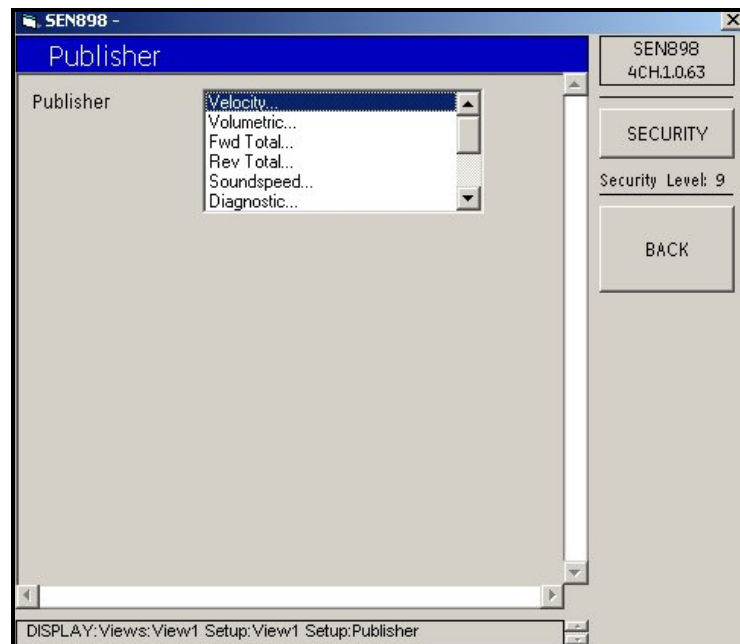 SEN898 -
Publisher
SEN898
4CH.1.0.63
Publisher
Velocity...
Volumetric...
Fwd Total...
Rev Total...
Soundspeed...
Diagnostic...
SECURITY
Security Level: 9
BACK
DISPLAY:Views:View1 Setup:View1 Setup:Publisher